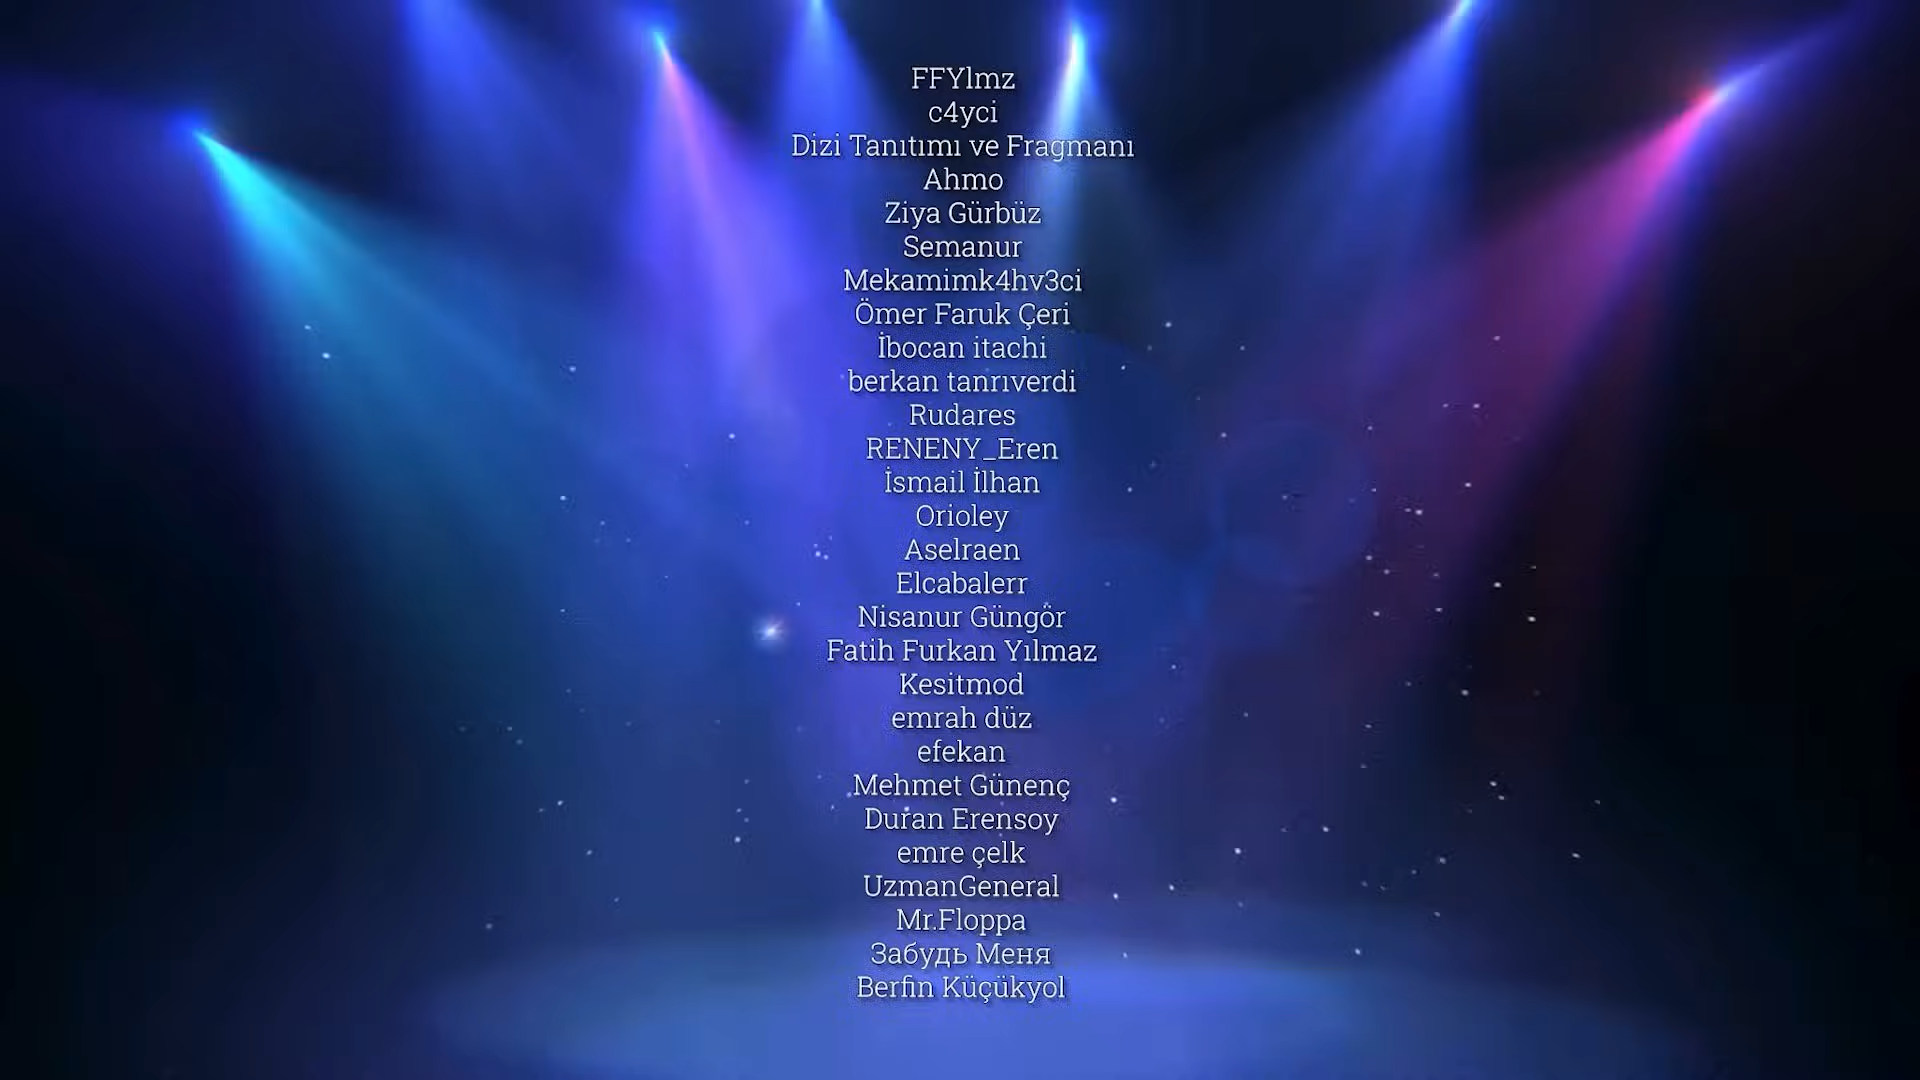 FFYlmz
c4yci
Dizi Tanıtımı ve Fragmanı
Ahmo
Ziya Gürbüz
Semanur
Mekamimk4hv3ci
Ömer Faruk Çeri
İbocan itachi
berkan tanrıverdi
Rudares
RENENY_Eren
İsmail İlhan
Orioley
Aselraen
Elcabalerr
Nisanur Güngör
Fatih Furkan Yılmaz
Kesitmod
emrah düz
efekan
Mehmet Günenç
Duran Erensoy
emre çelk
UzmanGeneral
Mr.Floppa
Забудь Меня
Berfin Küçükyol